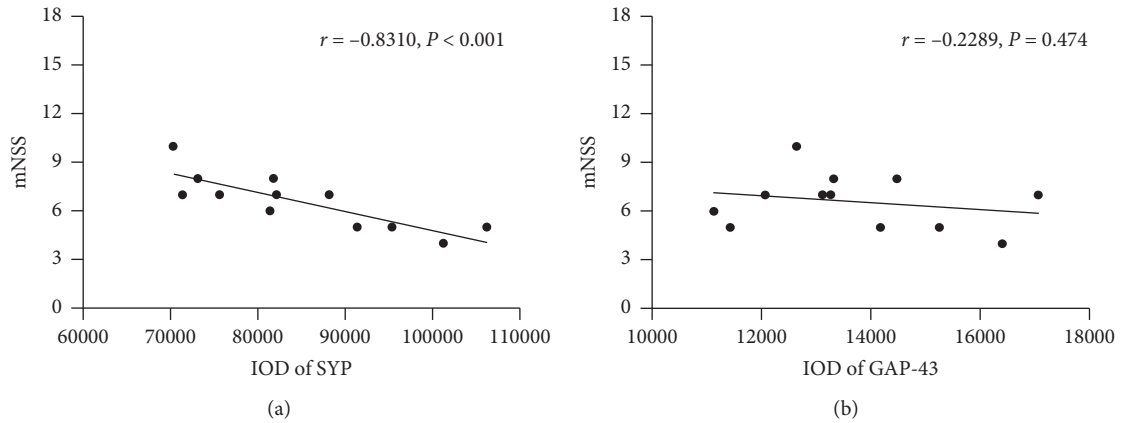 18
15
12
9
6
3
0
mNSS
r = –0.8310, P < 0.001
60000 70000 80000 90000 100000 110000
IOD of SYP
(a)
18
15
12
9
6
3
0
mNSS
r = –0.2289, P = 0.474
10000 12000 14000 16000 18000
IOD of GAP-43
(b)